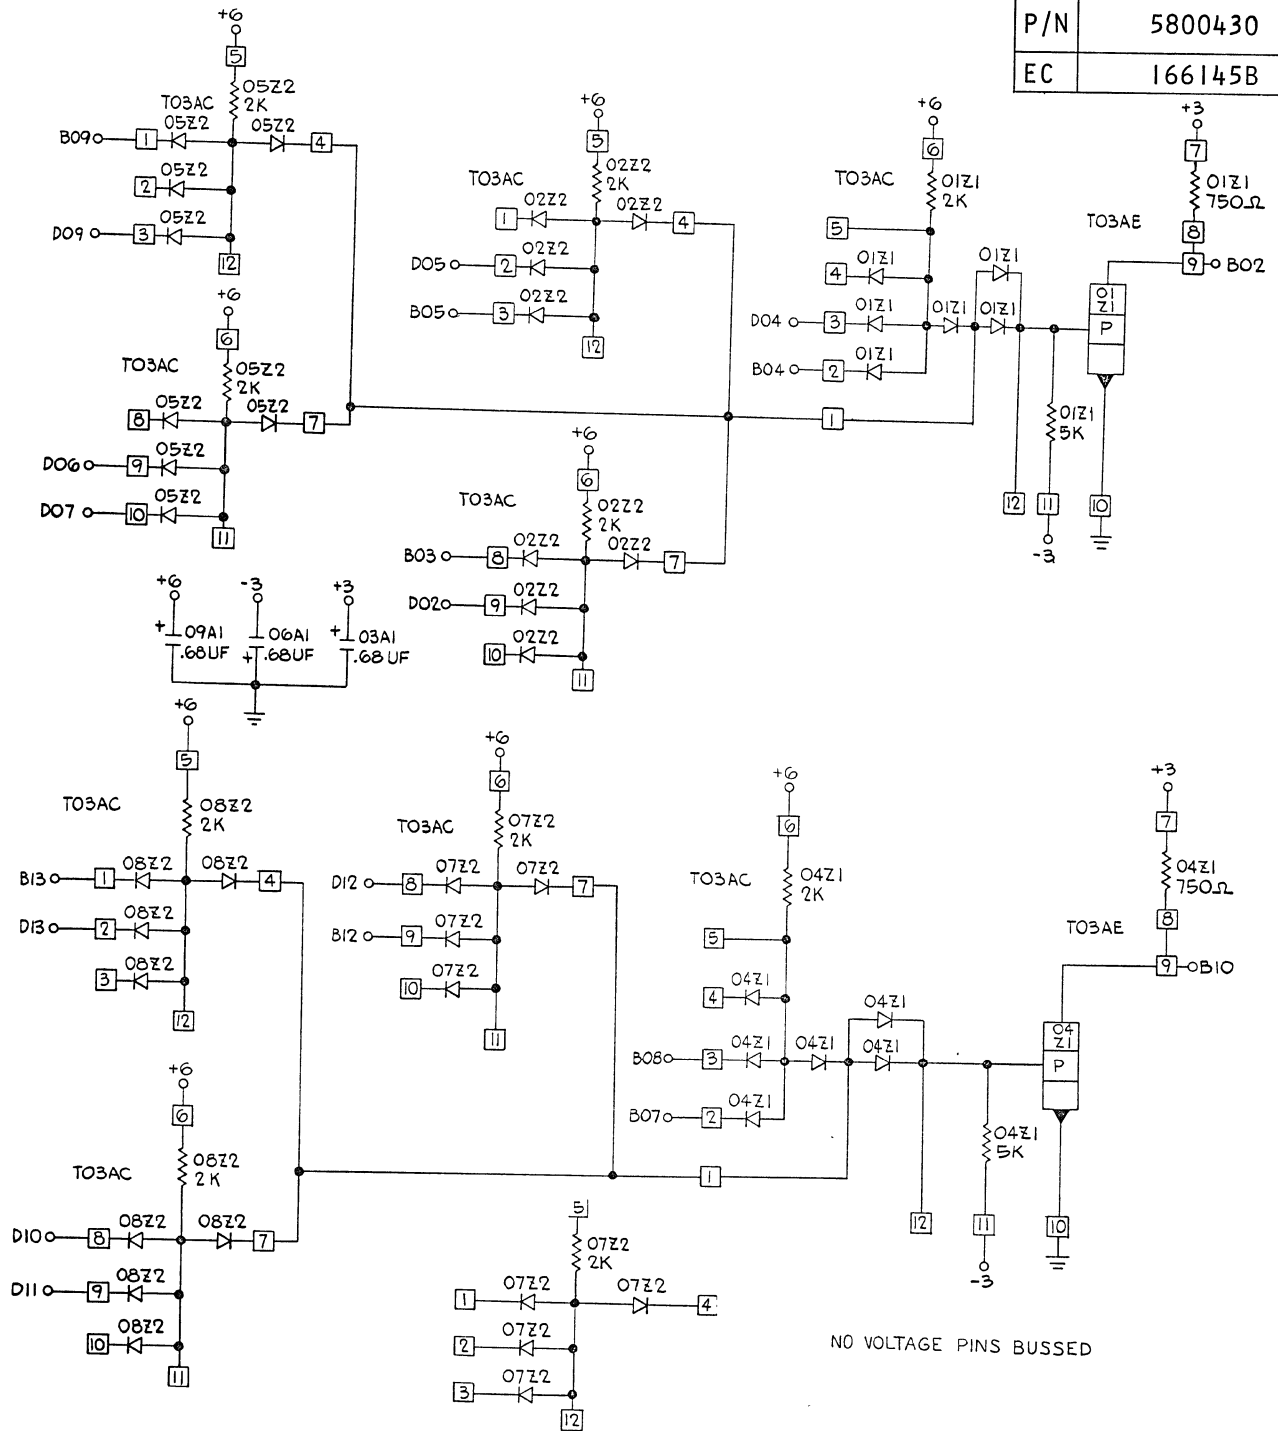 P/N 5800430
EC 166145B
+6
5
05Z2
2K
T03AC
B09 1 05Z2 05Z2 4
2 05Z2
D09 3 05Z2
12
+6
6
T03AC
05Z2
2K
8 05Z2 05Z2 7
D06 9 05Z2
D07 10 05Z2
11
+6
5
T03AC
02Z2
2K
1 02Z2 02Z2 4
D05 2 02Z2
B05 3 02Z2
12
+6
6
T03AC
02Z2
2K
B03 8 02Z2 02Z2 7
D02 9 02Z2
10 02Z2
11
+6
6
T03AC
01Z1
2K
5
4 01Z1
D04 3 01Z1 01Z1 01Z1
01Z1
B04 2 01Z1
1
+3
7
01Z1
750Ω
8
T03AE
9 B02
01
Z1
P
01Z1
5K
12 11 10
-3
+6 -3 +3
+ 09A1
.68UF
06A1
+ .68UF
+ 03A1
.68UF
+6
5
T03AC
08Z2
2K
B13 1 08Z2 08Z2 4
D13 2 08Z2
3 08Z2
12
+6
6
T03AC
08Z2
2K
D10 8 08Z2 08Z2 7
D11 9 08Z2
10 08Z2
11
+6
6
T03AC
07Z2
2K
D12 8 07Z2 07Z2 7
B12 9 07Z2
10 07Z2
11
5
07Z2
2K
1 07Z2 07Z2 4
2 07Z2
3 07Z2
12
+6
6
T03AC
04Z1
2K
5
4 04Z1
B08 3 04Z1 04Z1 04Z1
04Z1
B07 2 04Z1
1
+3
7
04Z1
750Ω
8
T03AE
9 B10
04
Z1
P
04Z1
5K
12 11 10
-3
NO VOLTAGE PINS BUSSED